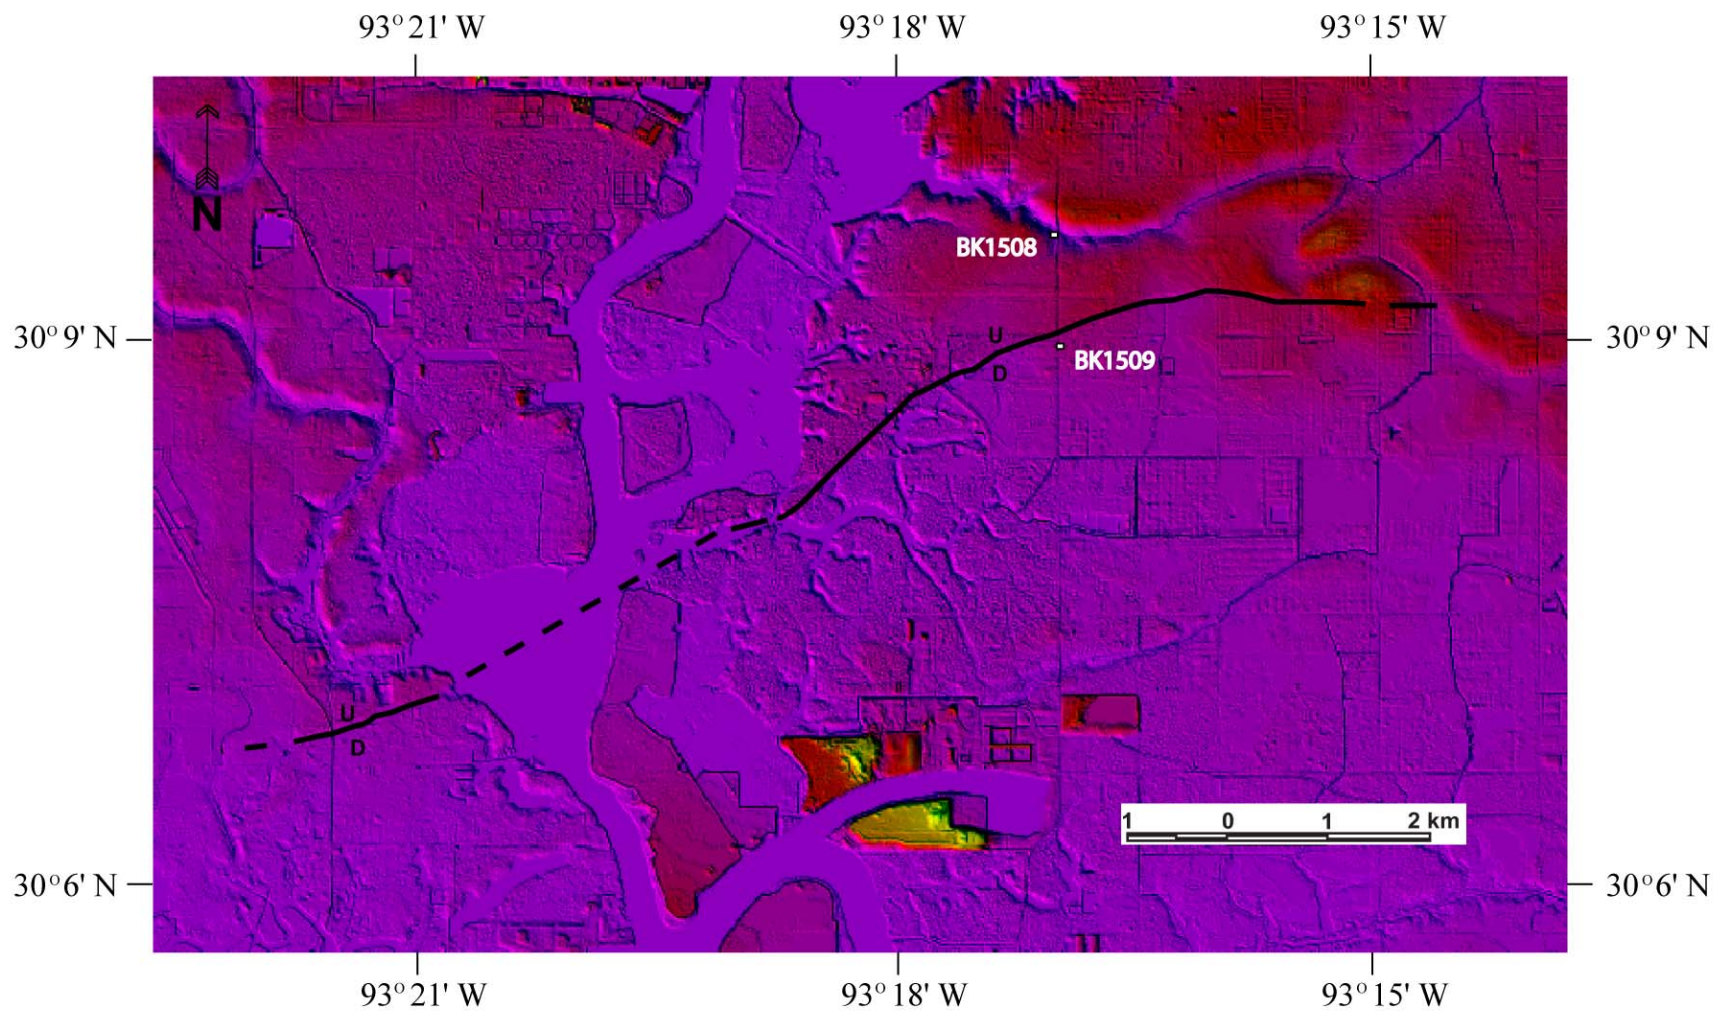 93° 21' W 93° 18' W 93° 15' W
N
BK1508
30° 9' N 30° 9' N
U
BK1509
D
U
D
1 0 1 2 km
30° 6' N 30° 6' N
93° 21' W 93° 18' W 93° 15' W